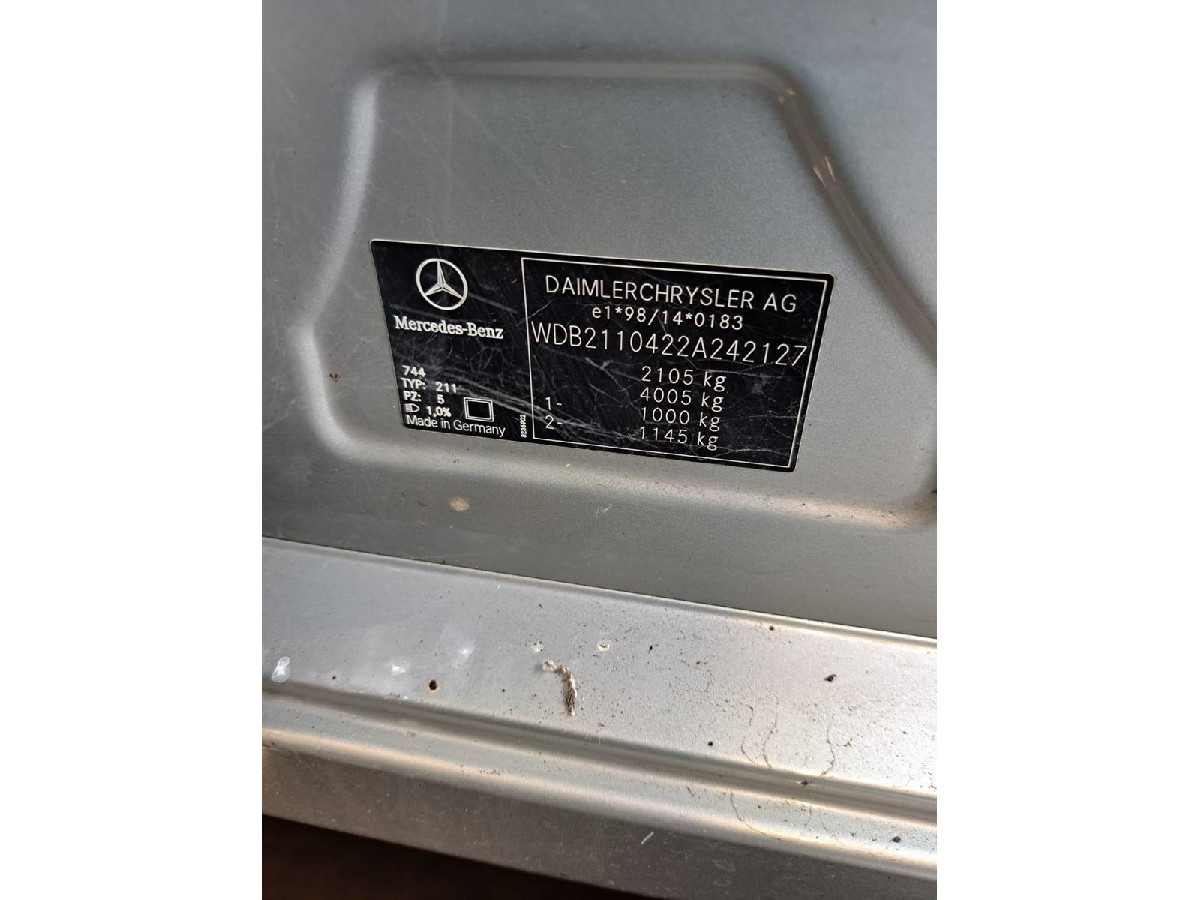 Mercedes-Benz
744
TYP: 211
PZ: 5
1,0%
Made in Germany
DAIMLERCHRYSLER AG
e1*98/14*0183
WDB2110422A242127
2105 kg
4005 kg
1- 1000 kg
2- 1145 kg